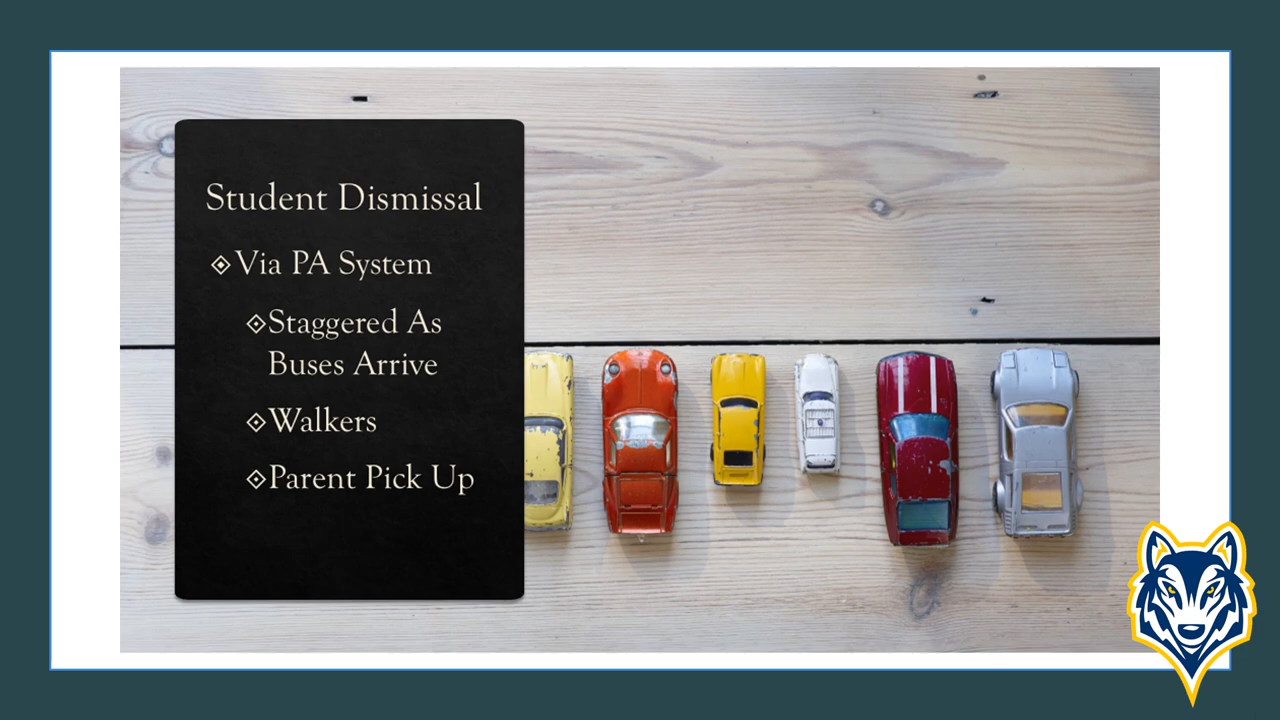 Student Dismissal
Via PA System
Staggered As
Buses Arrive
Walkers
Parent Pick Up